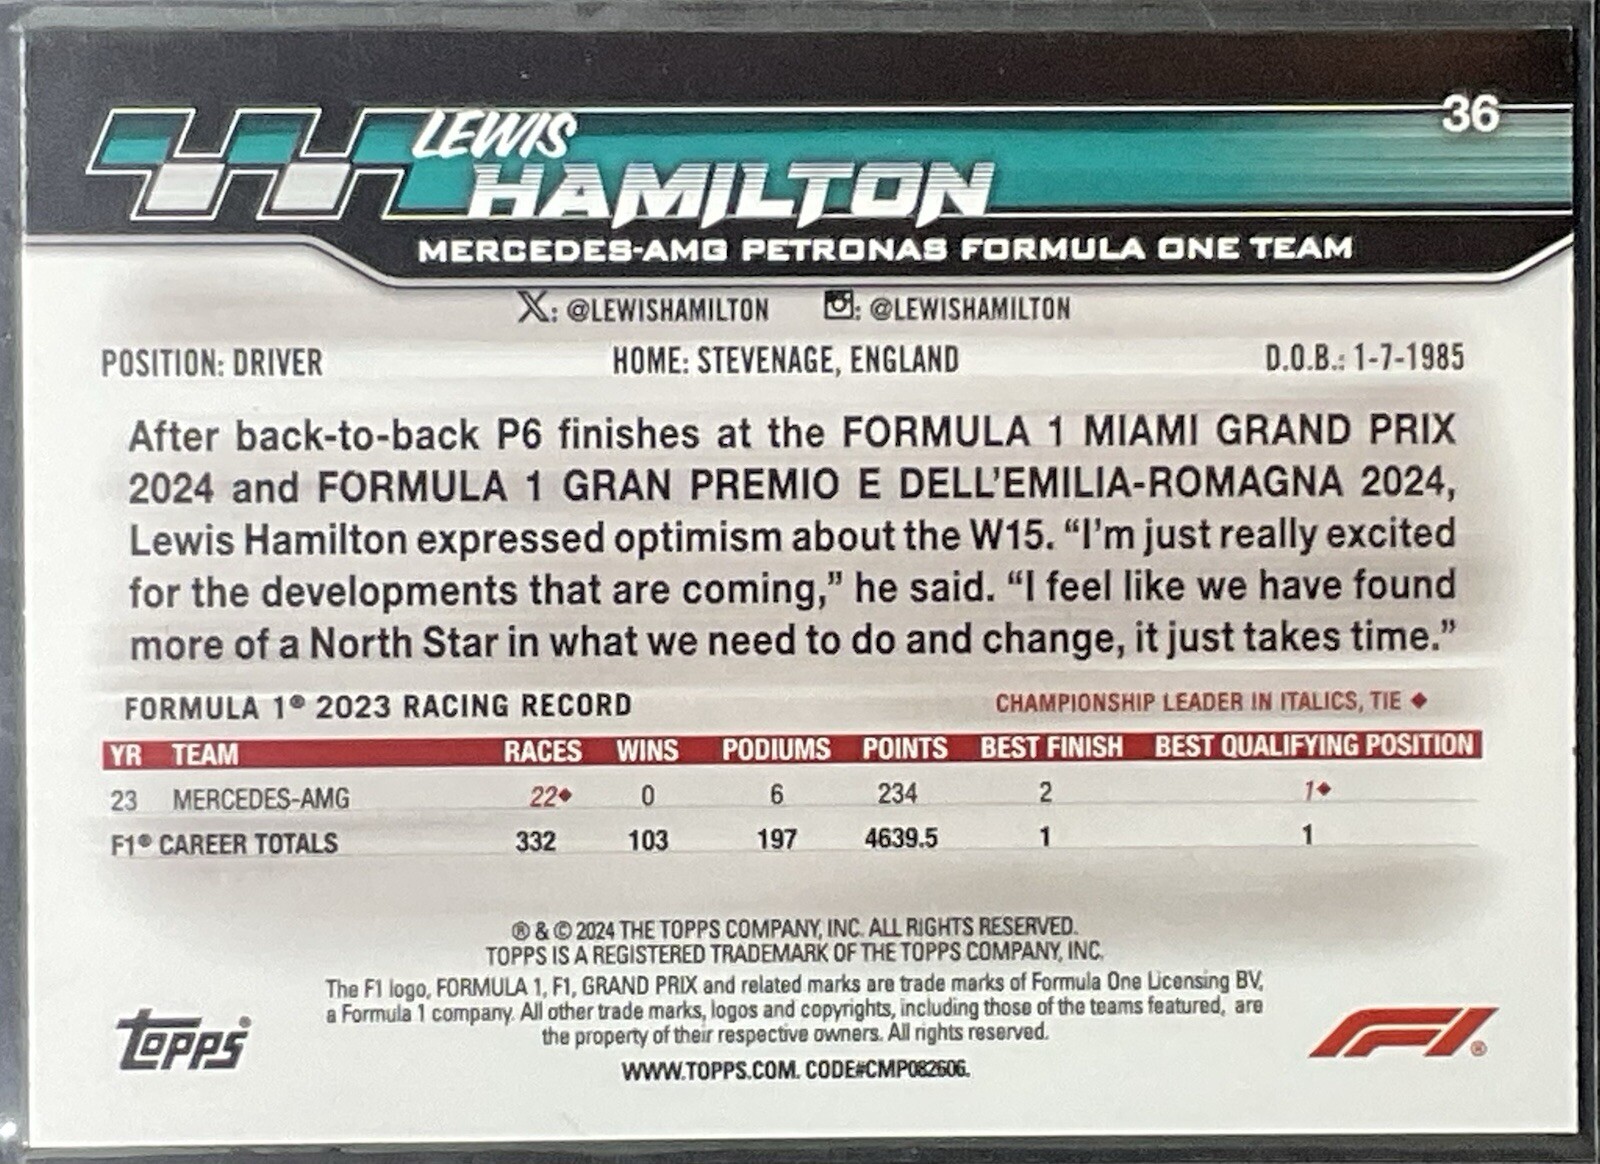 36
LEWIS
HAMILTON
MERCEDES-AMG PETRONAS FORMULA ONE TEAM
X: @LEWISHAMILTON : @LEWISHAMILTON
POSITION: DRIVER HOME: STEVENAGE, ENGLAND D.O.B.: 1-7-1985
After back-to-back P6 finishes at the FORMULA 1 MIAMI GRAND PRIX
2024 and FORMULA 1 GRAN PREMIO E DELL'EMILIA-ROMAGNA 2024,
Lewis Hamilton expressed optimism about the W15. “I'm just really excited
for the developments that are coming,” he said. “I feel like we have found
more of a North Star in what we need to do and change, it just takes time.”
FORMULA 1® 2023 RACING RECORD CHAMPIONSHIP LEADER IN ITALICS, TIE ◆
YR TEAM RACES WINS PODIUMS POINTS BEST FINISH BEST QUALIFYING POSITION
23 MERCEDES-AMG 22◆ 0 6 234 2 1◆
F1® CAREER TOTALS 332 103 197 4639.5 1 1
® & © 2024 THE TOPPS COMPANY, INC. ALL RIGHTS RESERVED.
TOPPS IS A REGISTERED TRADEMARK OF THE TOPPS COMPANY, INC.
The F1 logo, FORMULA 1, F1, GRAND PRIX and related marks are trade marks of Formula One Licensing BV,
a Formula 1 company. All other trade marks, logos and copyrights, including those of the teams featured, are
the property of their respective owners. All rights reserved.
WWW.TOPPS.COM. CODE#CMP082606.
Topps®
F1®